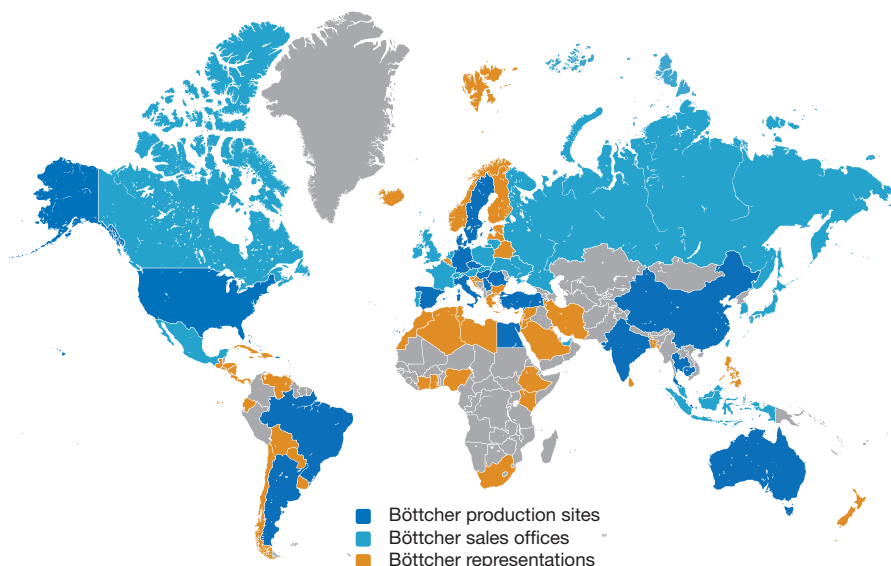 Böttcher production sites
Böttcher sales offices
Böttcher representations